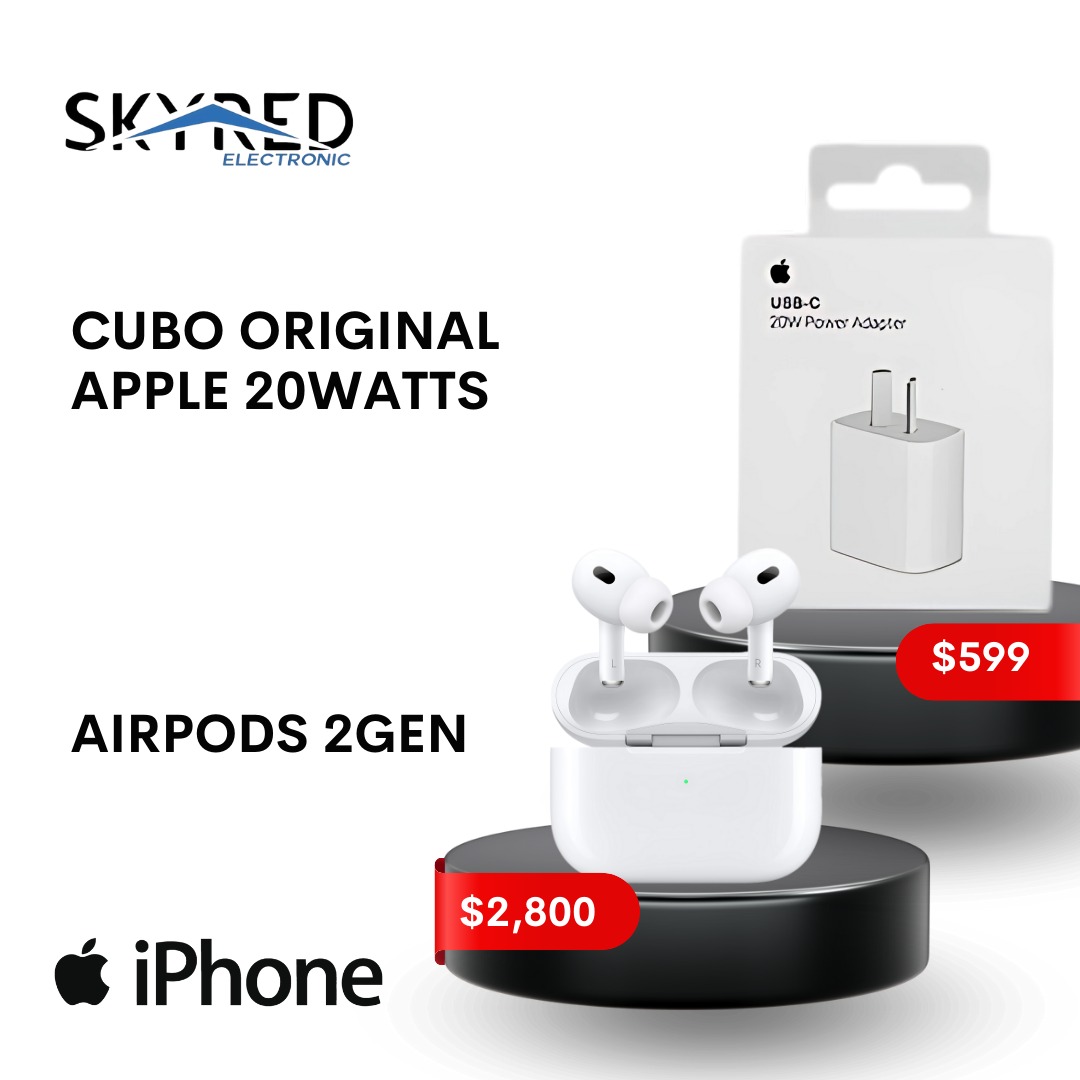 SKYRED
ELECTRONIC
CUBO ORIGINAL
APPLE 20WATTS
USB-C
20W Power Adapter
$599
AIRPODS 2GEN
L
R
$2,800
iPhone